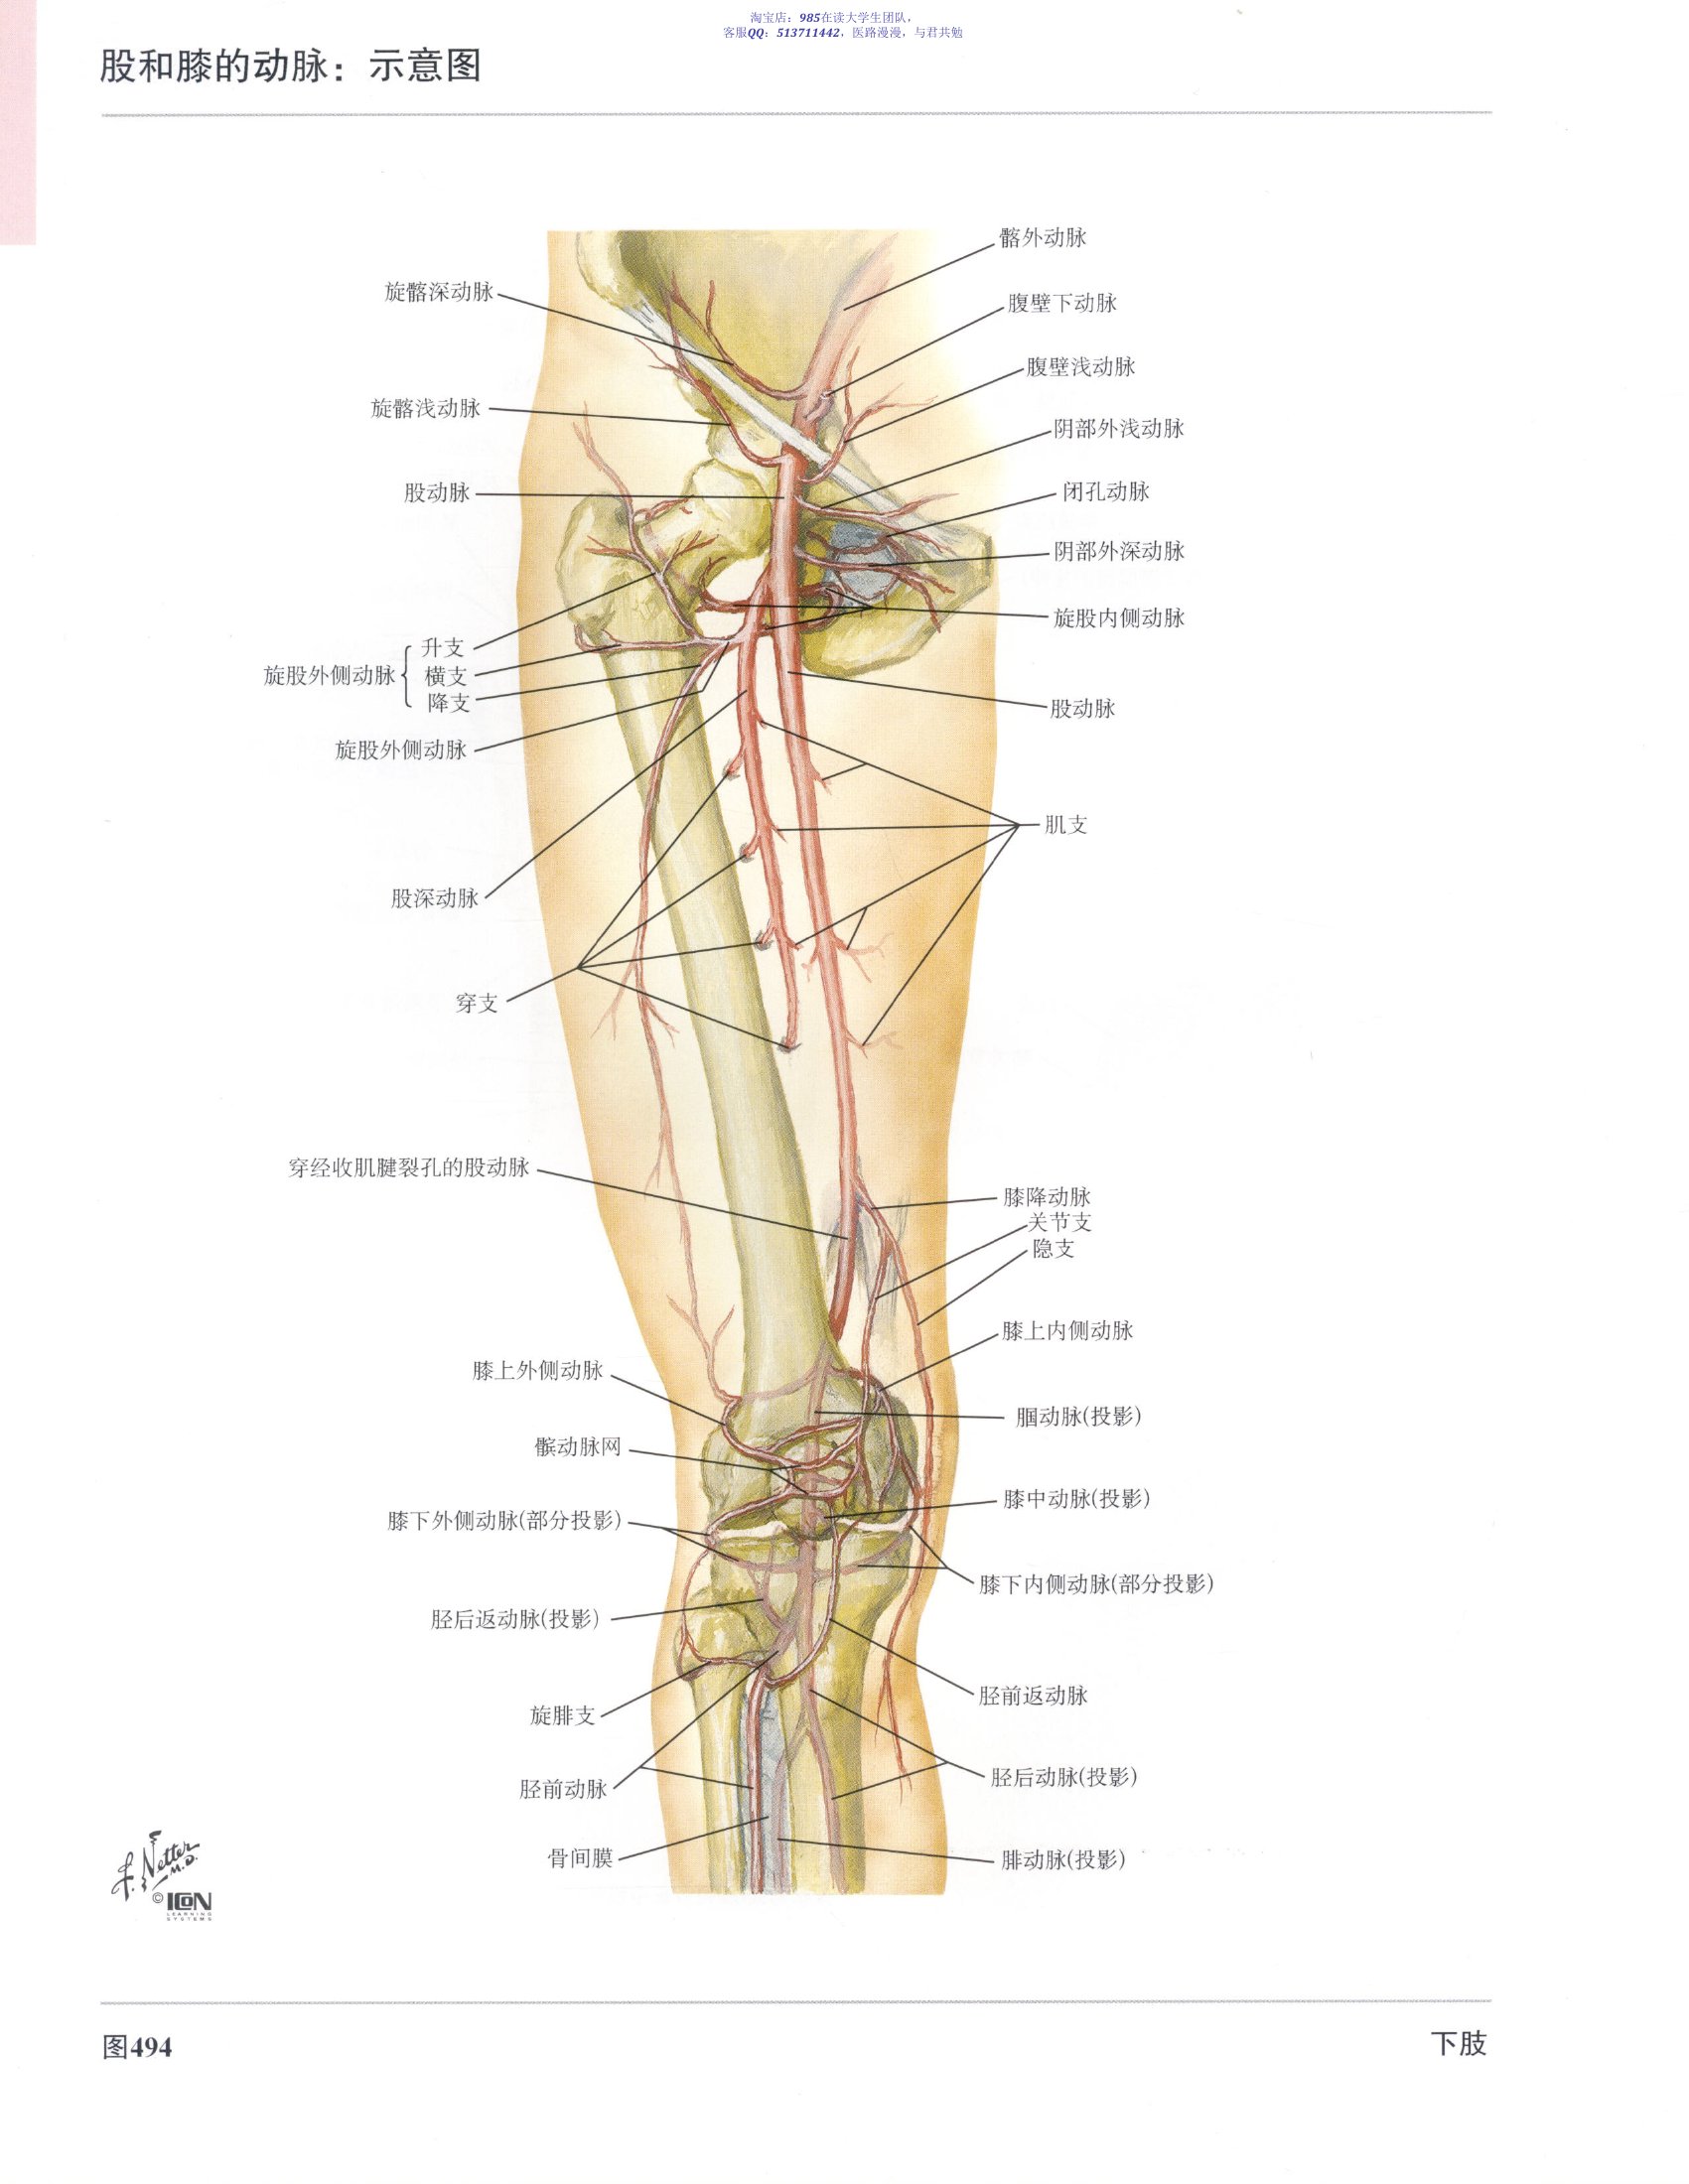 淘宝店：985在读大学生团队，
客服QQ：513711442，医路漫漫，与君共勉
股和膝的动脉：示意图
髂外动脉
旋髂深动脉
腹壁下动脉
腹壁浅动脉
旋髂浅动脉
阴部外浅动脉
股动脉
闭孔动脉
阴部外深动脉
旋股内侧动脉
升支
旋股外侧动脉
横支
降支
股动脉
旋股外侧动脉
肌支
股深动脉
穿支
穿经收肌腱裂孔的股动脉
膝降动脉
关节支
隐支
膝上内侧动脉
膝上外侧动脉
腘动脉(投影)
髌动脉网
膝中动脉(投影)
膝下外侧动脉(部分投影)
膝下内侧动脉(部分投影)
胫后返动脉(投影)
胫前返动脉
旋腓支
胫后动脉(投影)
胫前动脉
骨间膜
腓动脉(投影)
F. Netter
M.D.
© ICON
LEARNING
SYSTEMS
图494
下肢